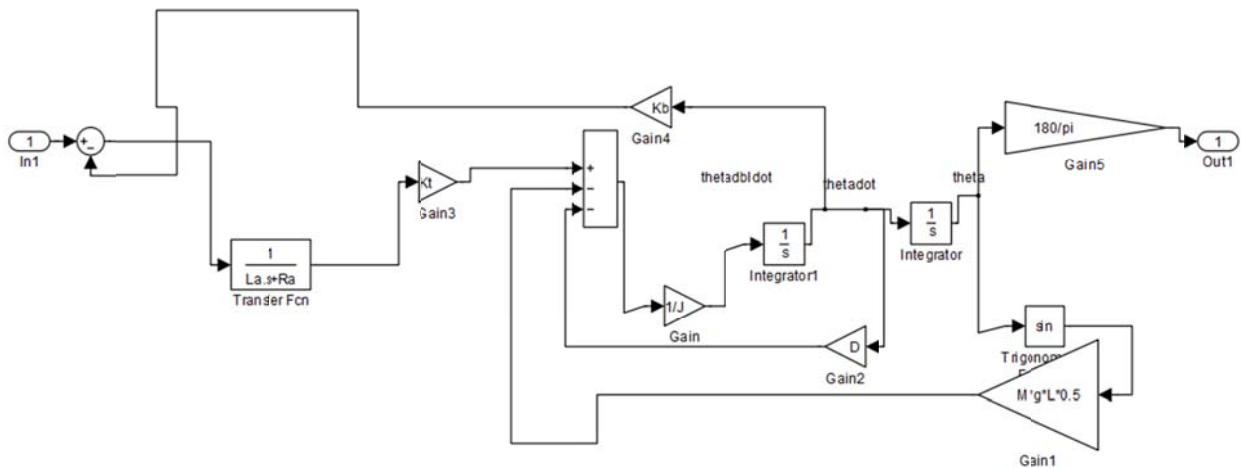 1
In1
+
−
1
La.s+Ra
Transfer Fcn
Kt
Gain3
+
−
−
Kb
Gain4
thetadbldot
1/J
Gain
1
s
Integrator1
thetadot
D
Gain2
1
s
Integrator
theta
180/pi
Gain5
1
Out1
sin
Trigonom
M*g*L*0.5
Gain1